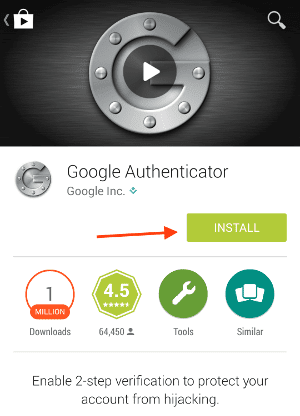 Google Authenticator
Google Inc.
INSTALL
1
MILLION
4.5
Downloads
64,450
Tools
Similar
Enable 2-step verification to protect your
account from hijacking.